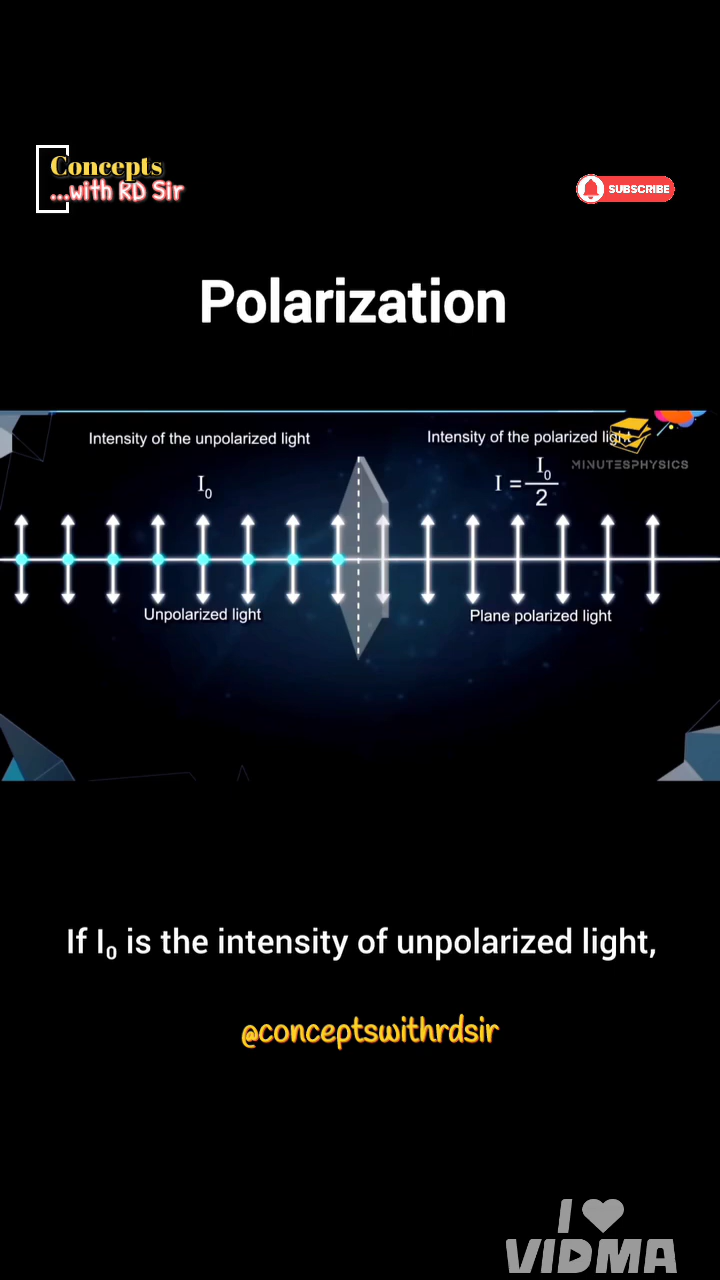 Concepts
...with RD Sir
SUBSCRIBE
Polarization
Intensity of the unpolarized light
I₀
Intensity of the polarized light
MINUTESPHYSICS
I = I₀/2
Unpolarized light
Plane polarized light
If I₀ is the intensity of unpolarized light,
@conceptswithrdsir
I
VIDMA